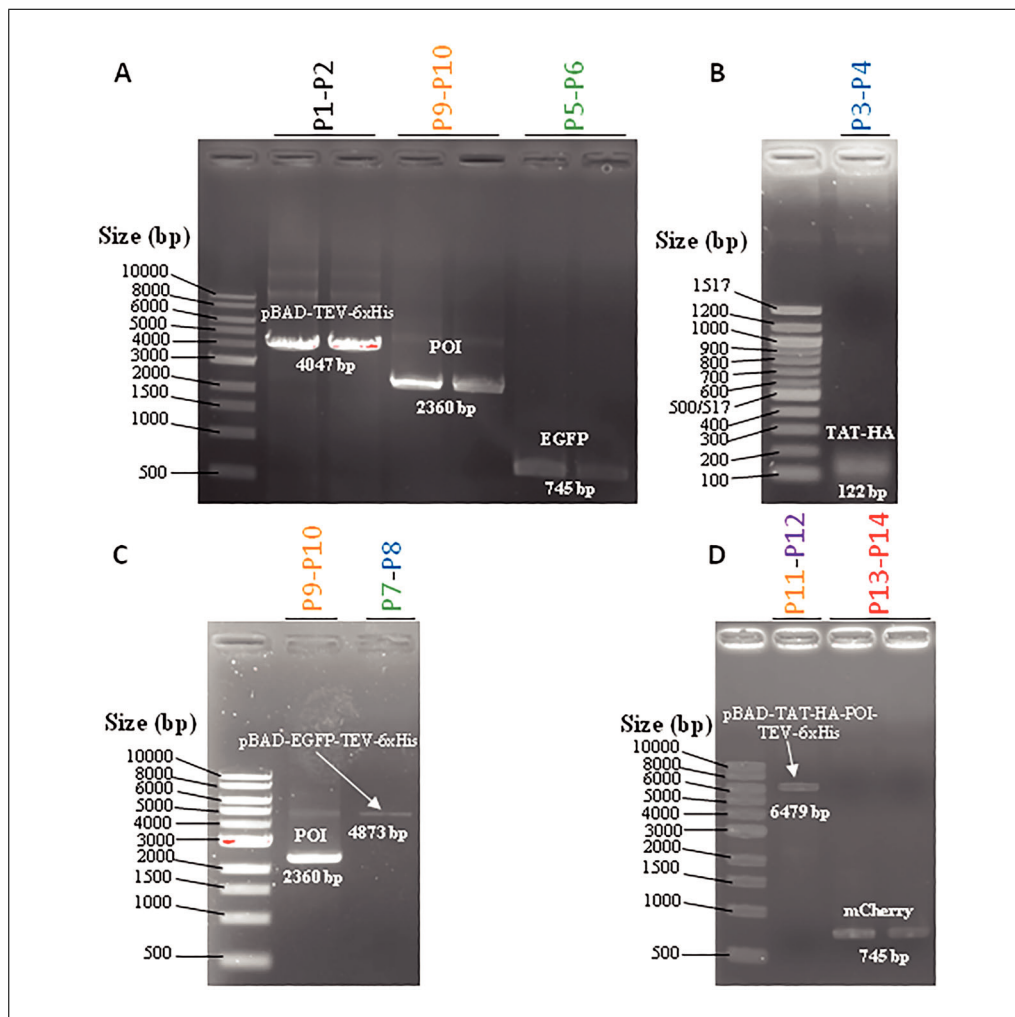 A
P1-P2
P9-P10
P5-P6
Size (bp)
10000
8000
6000
5000
4000
3000
2000
1500
1000
500
pBAD-TEV-6xHis
4047 bp
POI
2360 bp
EGFP
745 bp
B
P3-P4
Size (bp)
1517
1200
1000
900
800
700
600
500/517
400
300
200
100
TAT-HA
122 bp
C
P9-P10
P7-P8
Size (bp)
10000
8000
6000
5000
4000
3000
2000
1500
1000
500
pBAD-EGFP-TEV-6xHis
POI
2360 bp
4873 bp
D
P11-P12
P13-P14
Size (bp)
10000
8000
6000
5000
4000
3000
2000
1500
1000
500
pBAD-TAT-HA-POI-
TEV-6xHis
6479 bp
mCherry
745 bp